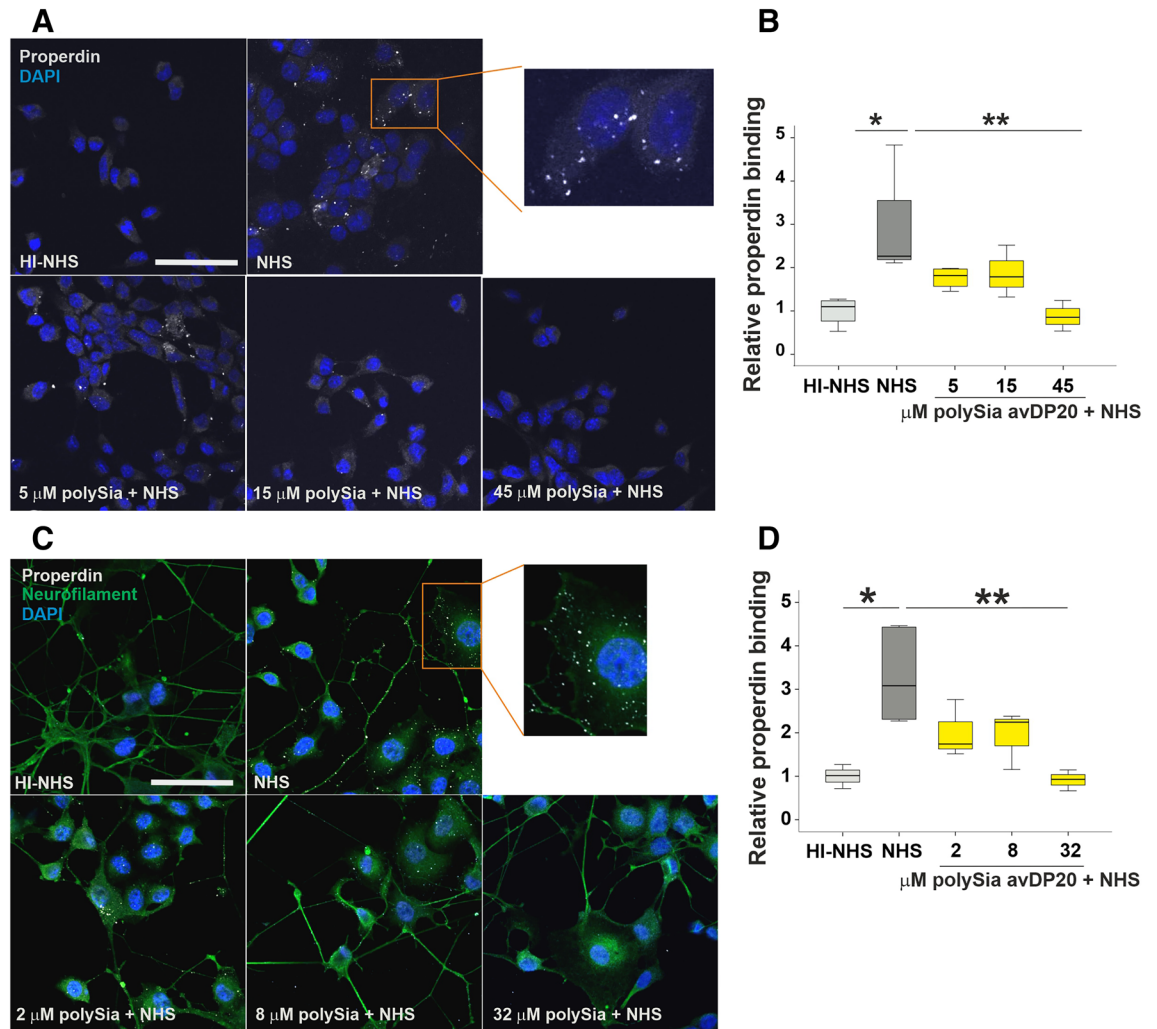 A
Properdin
DAPI
HI-NHS
NHS
5 μM polySia + NHS
15 μM polySia + NHS
45 μM polySia + NHS
B
Relative properdin binding
5
4
3
2
1
0
*
**
HI-NHS NHS 5 15 45
μM polySia avDP20 + NHS
C
Properdin
Neurofilament
DAPI
HI-NHS
NHS
2 μM polySia + NHS
8 μM polySia + NHS
32 μM polySia + NHS
D
Relative properdin binding
5
4
3
2
1
0
*
**
HI-NHS NHS 2 8 32
μM polySia avDP20 + NHS